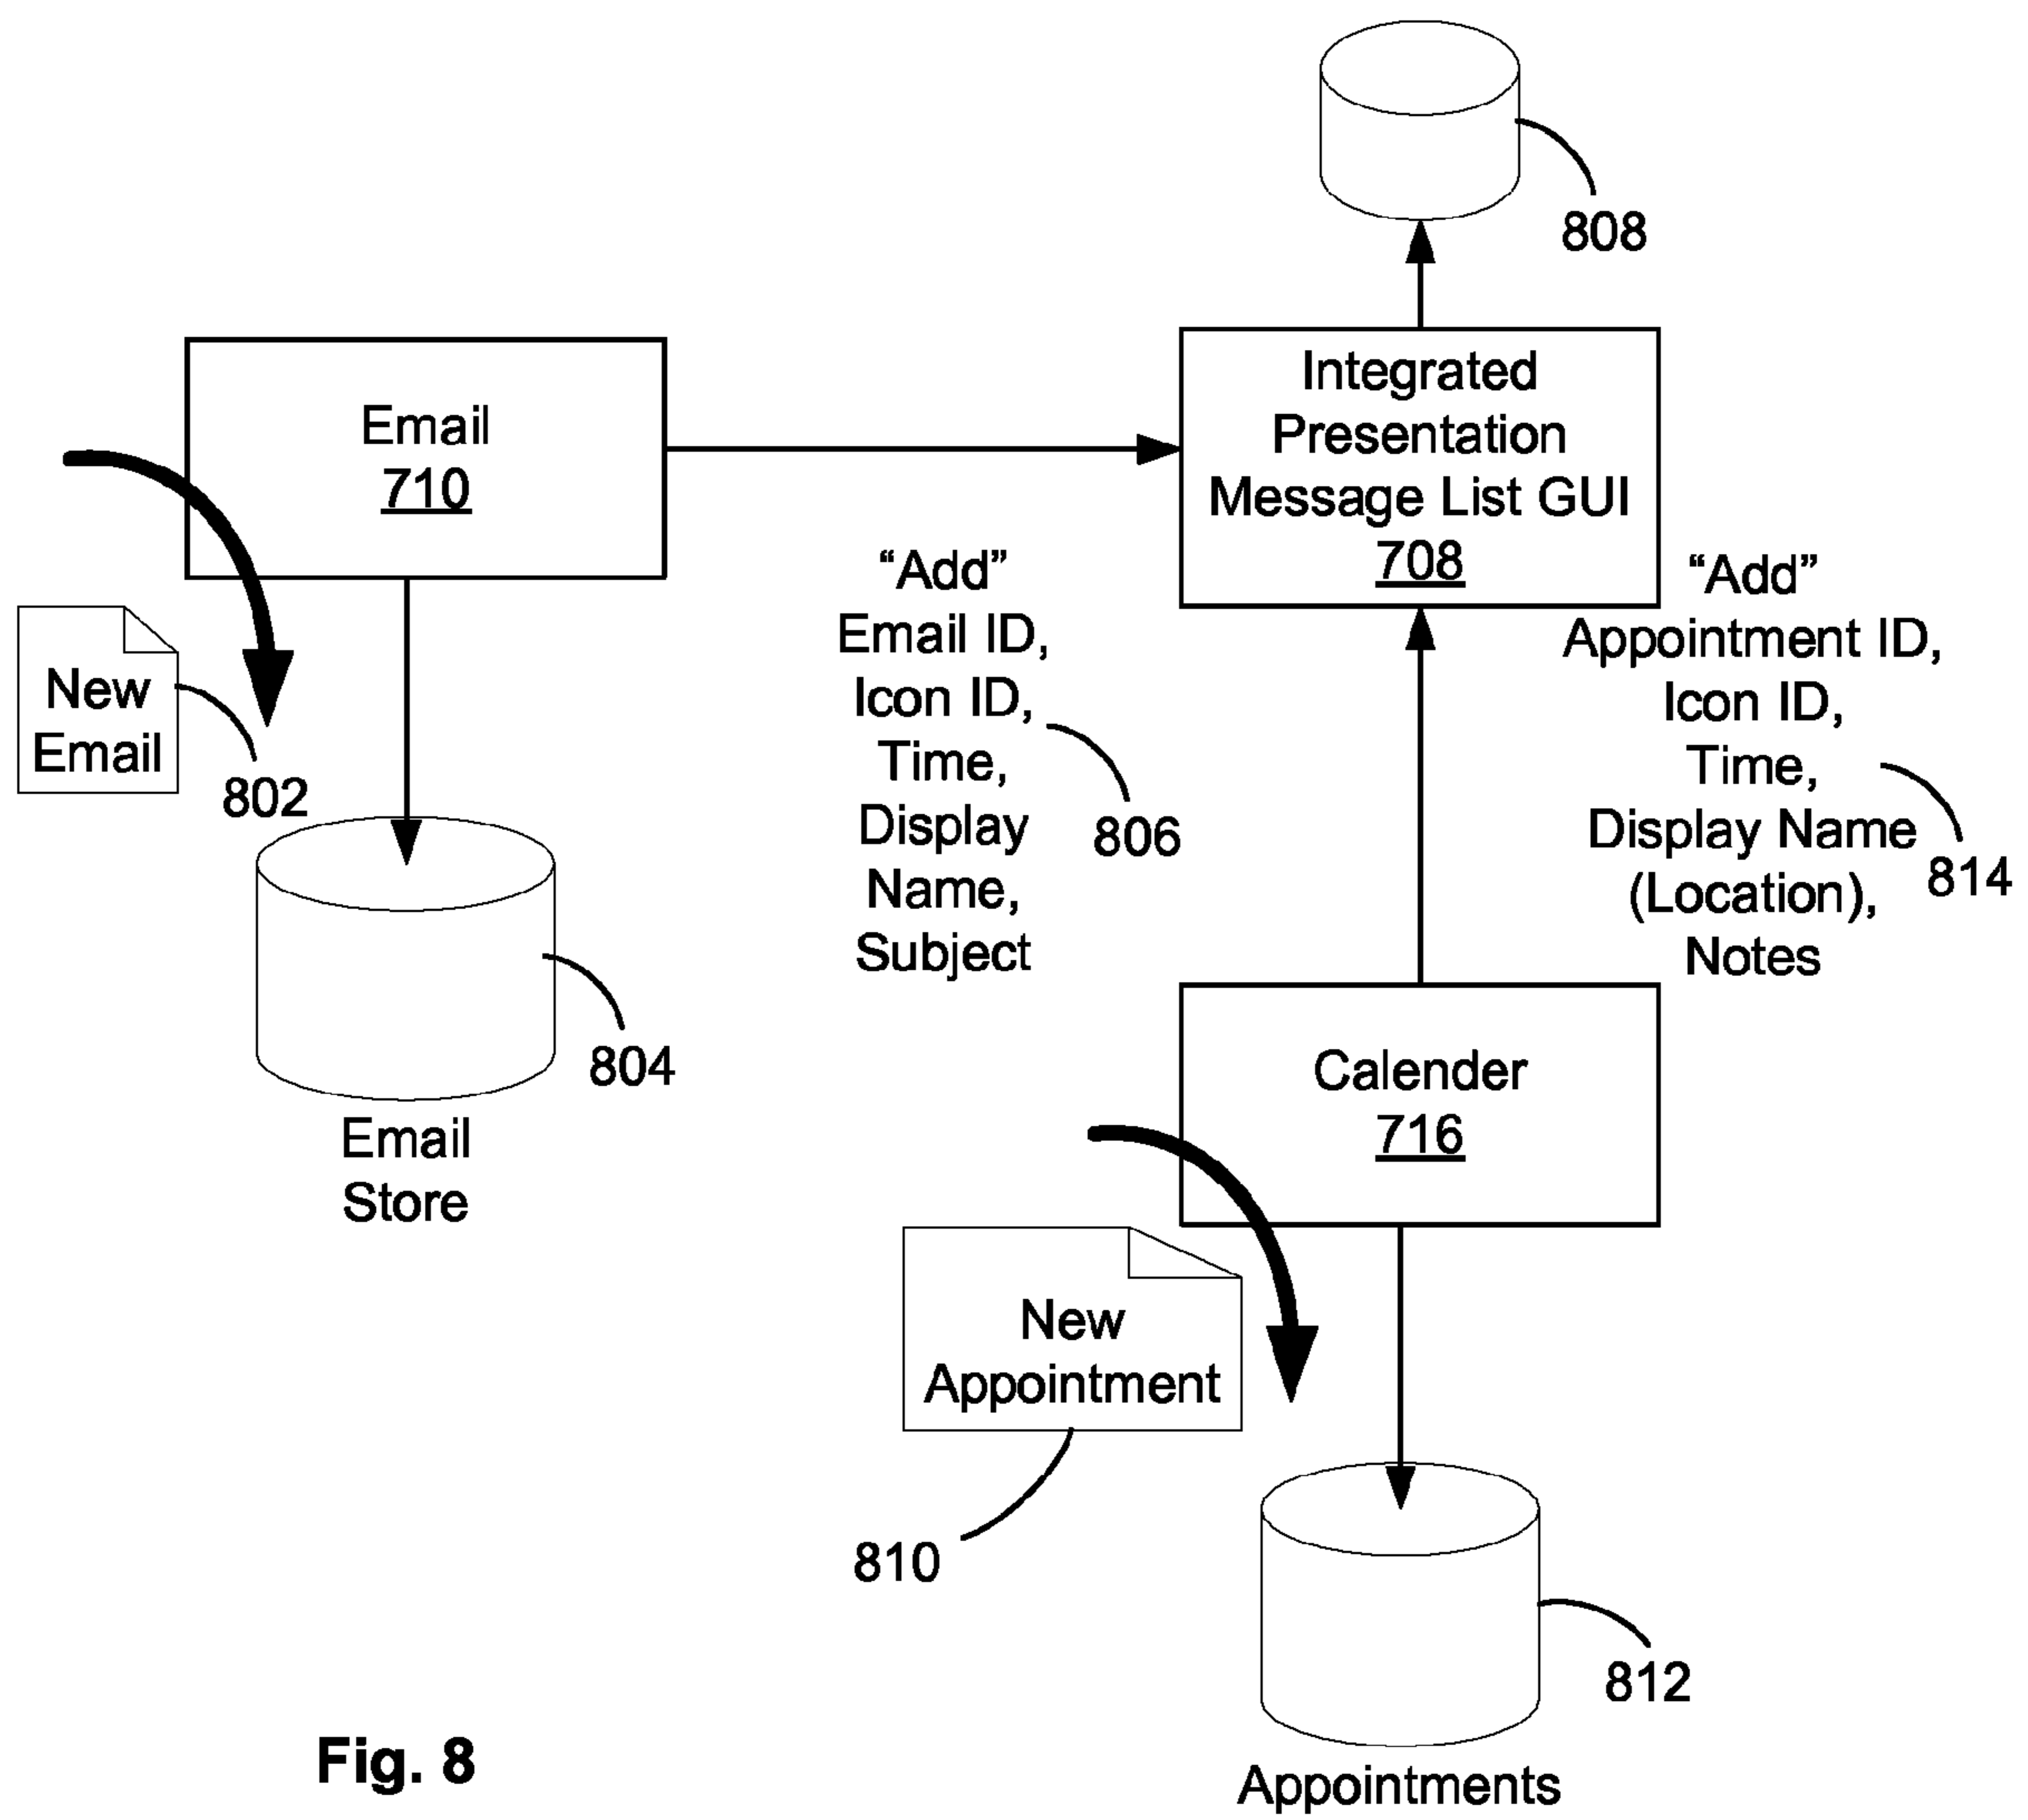 808
Email
710
Integrated
Presentation
Message List GUI
708
New
Email
802
“Add”
Email ID,
Icon ID,
Time,
Display
Name,
Subject
806
“Add”
Appointment ID,
Icon ID,
Time,
Display Name
(Location),
Notes
814
804
Email
Store
Calender
716
New
Appointment
810
812
Appointments
Fig. 8